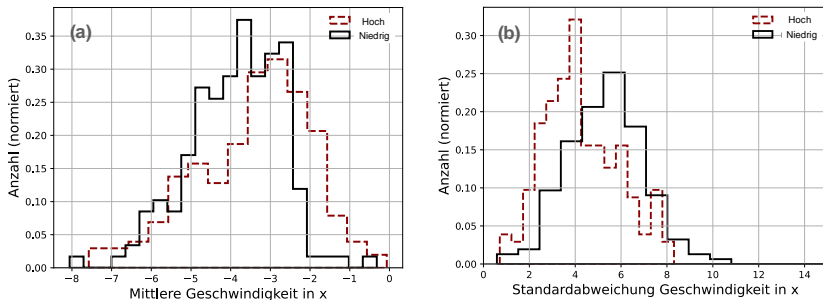 (a)
Hoch
Niedrig
Anzahl (normiert)
0.35
0.30
0.25
0.20
0.15
0.10
0.05
0.00
−8 −7 −6 −5 −4 −3 −2 −1 0
Mittlere Geschwindigkeit in x
(b)
Hoch
Niedrig
Anzahl (normiert)
0.30
0.25
0.20
0.15
0.10
0.05
0.00
0 2 4 6 8 10 12 14
Standardabweichung Geschwindigkeit in x